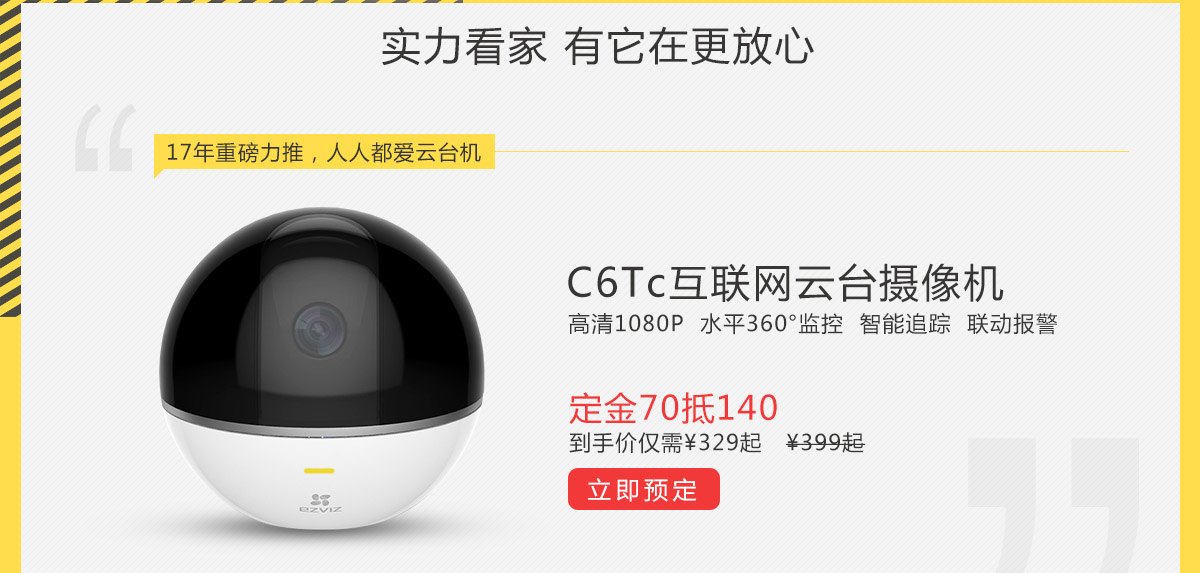 实力看家 有它在更放心
17年重磅力推，人人都爱云台机
C6Tc互联网云台摄像机
高清1080P 水平360°监控 智能追踪 联动报警
定金70抵140
到手价仅需¥329起 ¥399起
立即预定
ezviz